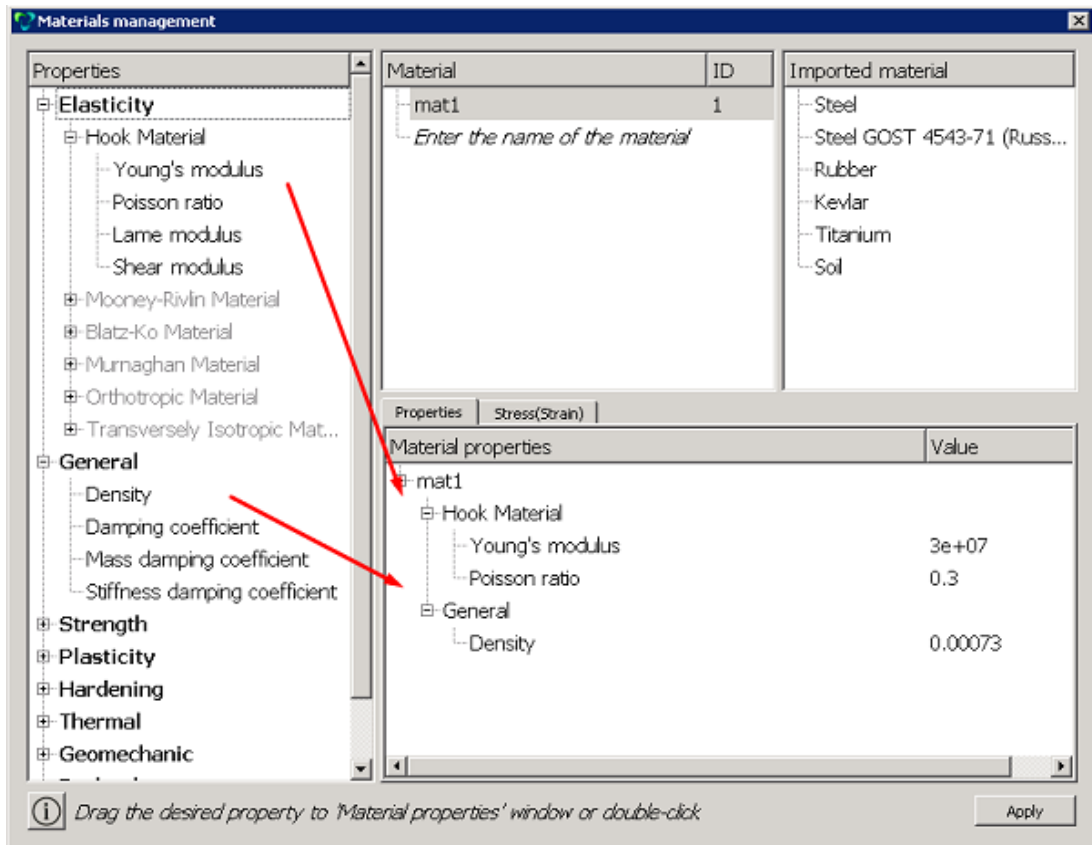 Materials management
Properties
Elasticity
Hook Material
Young's modulus
Poisson ratio
Lame modulus
Shear modulus
Mooney-Rivlin Material
Blatz-Ko Material
Murnaghan Material
Orthotropic Material
Transversely Isotropic Mat...
General
Density
Damping coefficient
Mass damping coefficient
Stiffness damping coefficient
Strength
Plasticity
Hardening
Thermal
Geomechanic
Material ID
mat1 1
Enter the name of the material
Imported material
Steel
Steel GOST 4543-71 (Russ...
Rubber
Kevlar
Titanium
Soil
Properties Stress(Strain)
Material properties Value
mat1
Hook Material
Young's modulus 3e+07
Poisson ratio 0.3
General
Density 0.00073
Drag the desired property to 'Material properties' window or double-click
Apply